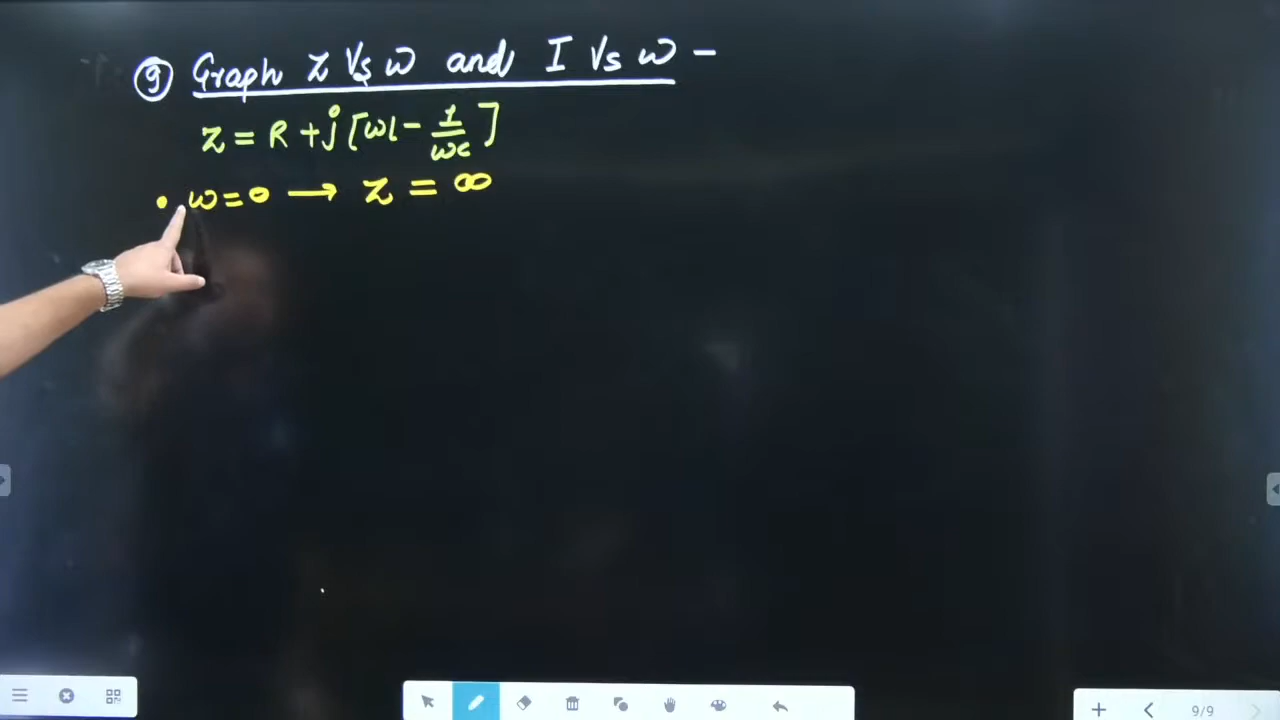 ⑨ Graph Z Vs ω and I Vs ω –
Z = R + j [ωL - 1/ωC]
• ω = 0 → Z = ∞
9/9